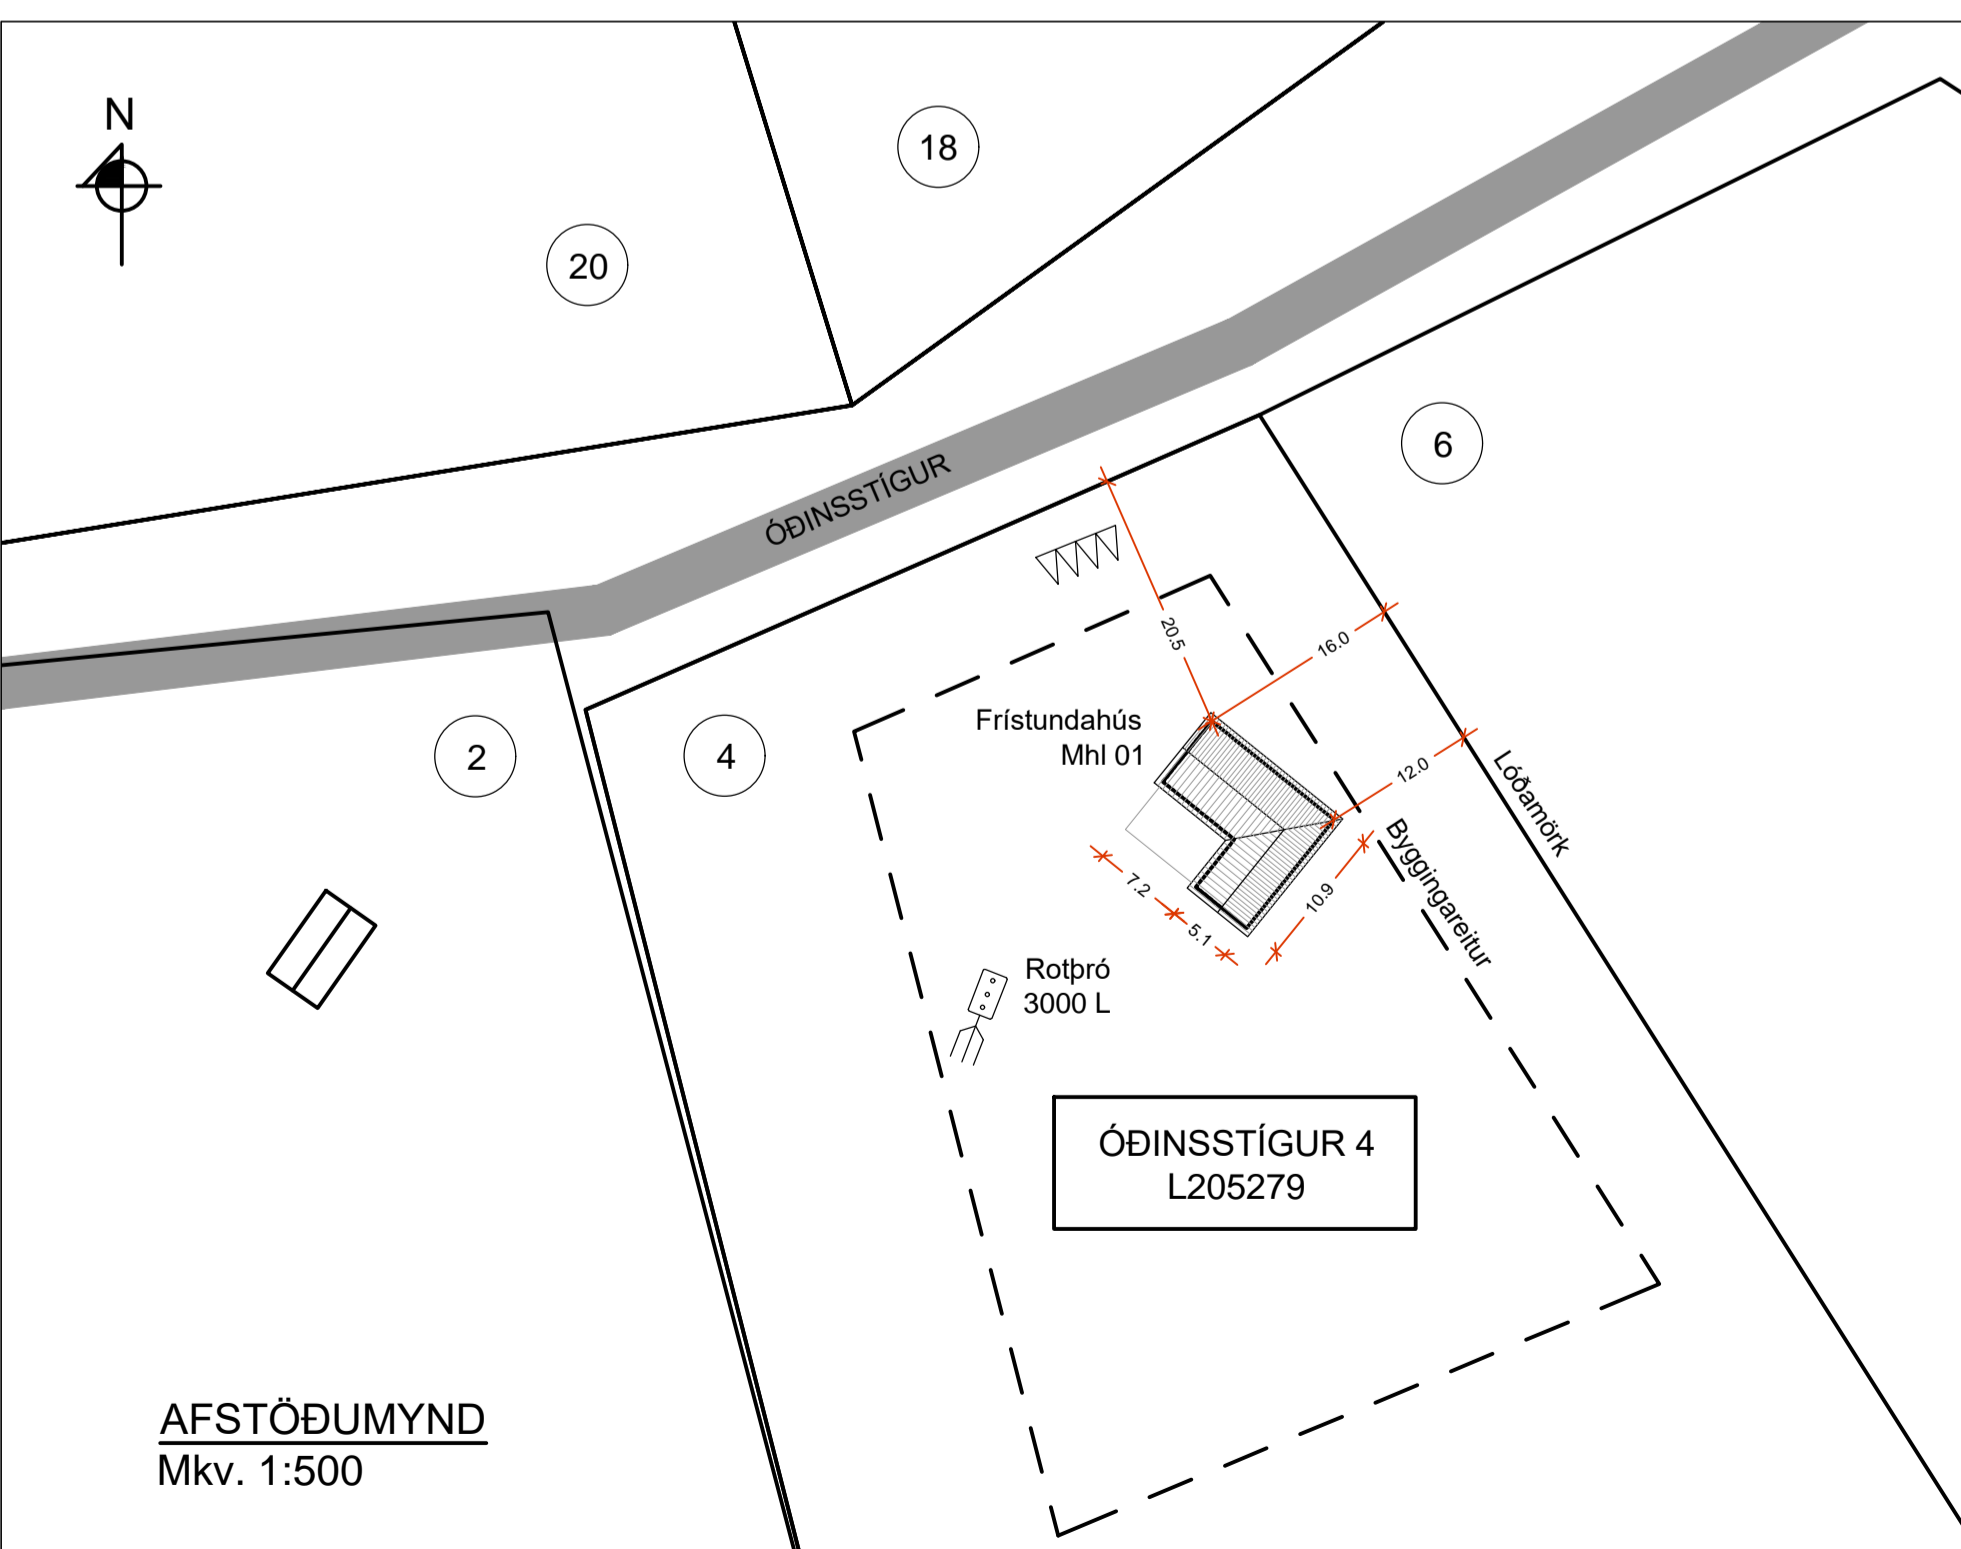 N
18
20
ÓÐINSSTÍGUR
6
20.5
16.0
Frístundahús
Mhl 01
2
4
12.0
Lóðamörk
Byggingareitur
7.2
5.1
10.9
Rotþró
3000 L
ÓÐINSSTÍGUR 4
L205279
AFSTÖÐUMYND
Mkv. 1:500